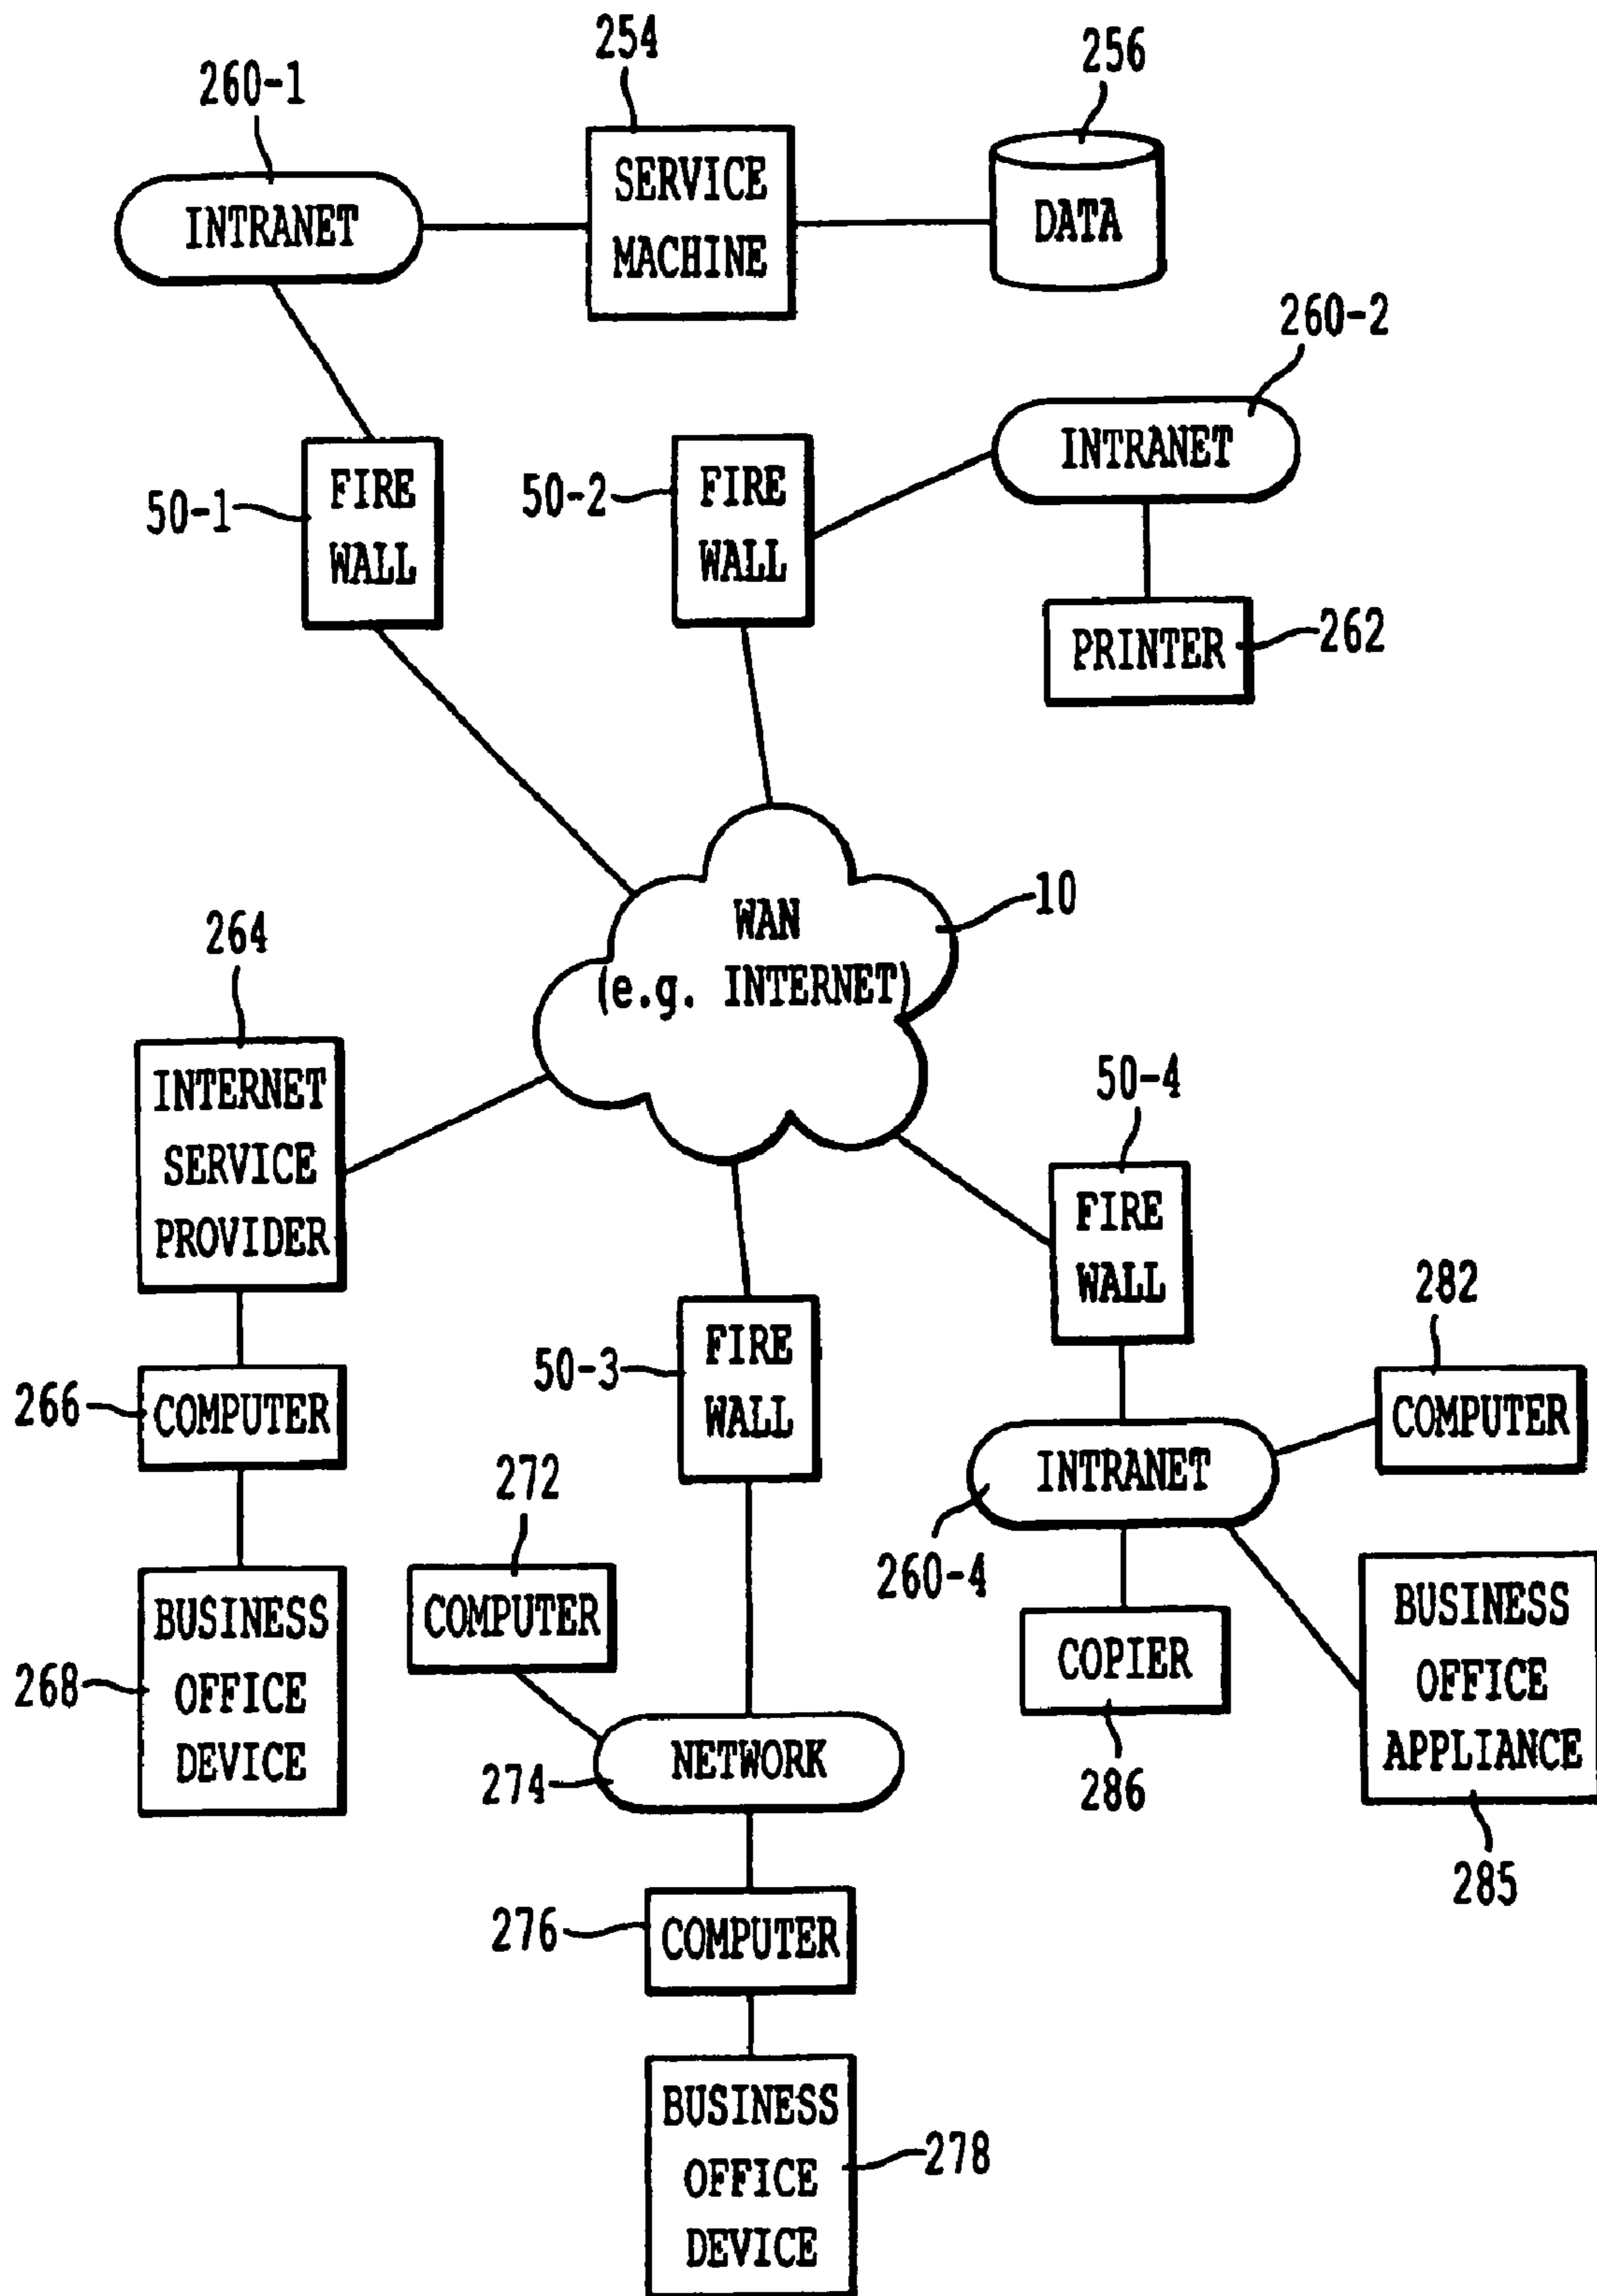 254
256
260-1
SERVICE
MACHINE
INTRANET
DATA
260-2
INTRANET
FIRE
WALL
50-1
FIRE
WALL
50-2
PRINTER
262
10
WAN
(e.g. INTERNET)
264
INTERNET
SERVICE
PROVIDER
50-4
FIRE
WALL
282
COMPUTER
50-3
FIRE
WALL
266
COMPUTER
INTRANET
260-4
272
COMPUTER
268
BUSINESS
OFFICE
DEVICE
COPIER
286
BUSINESS
OFFICE
APPLIANCE
285
NETWORK
274
276
COMPUTER
BUSINESS
OFFICE
DEVICE
278